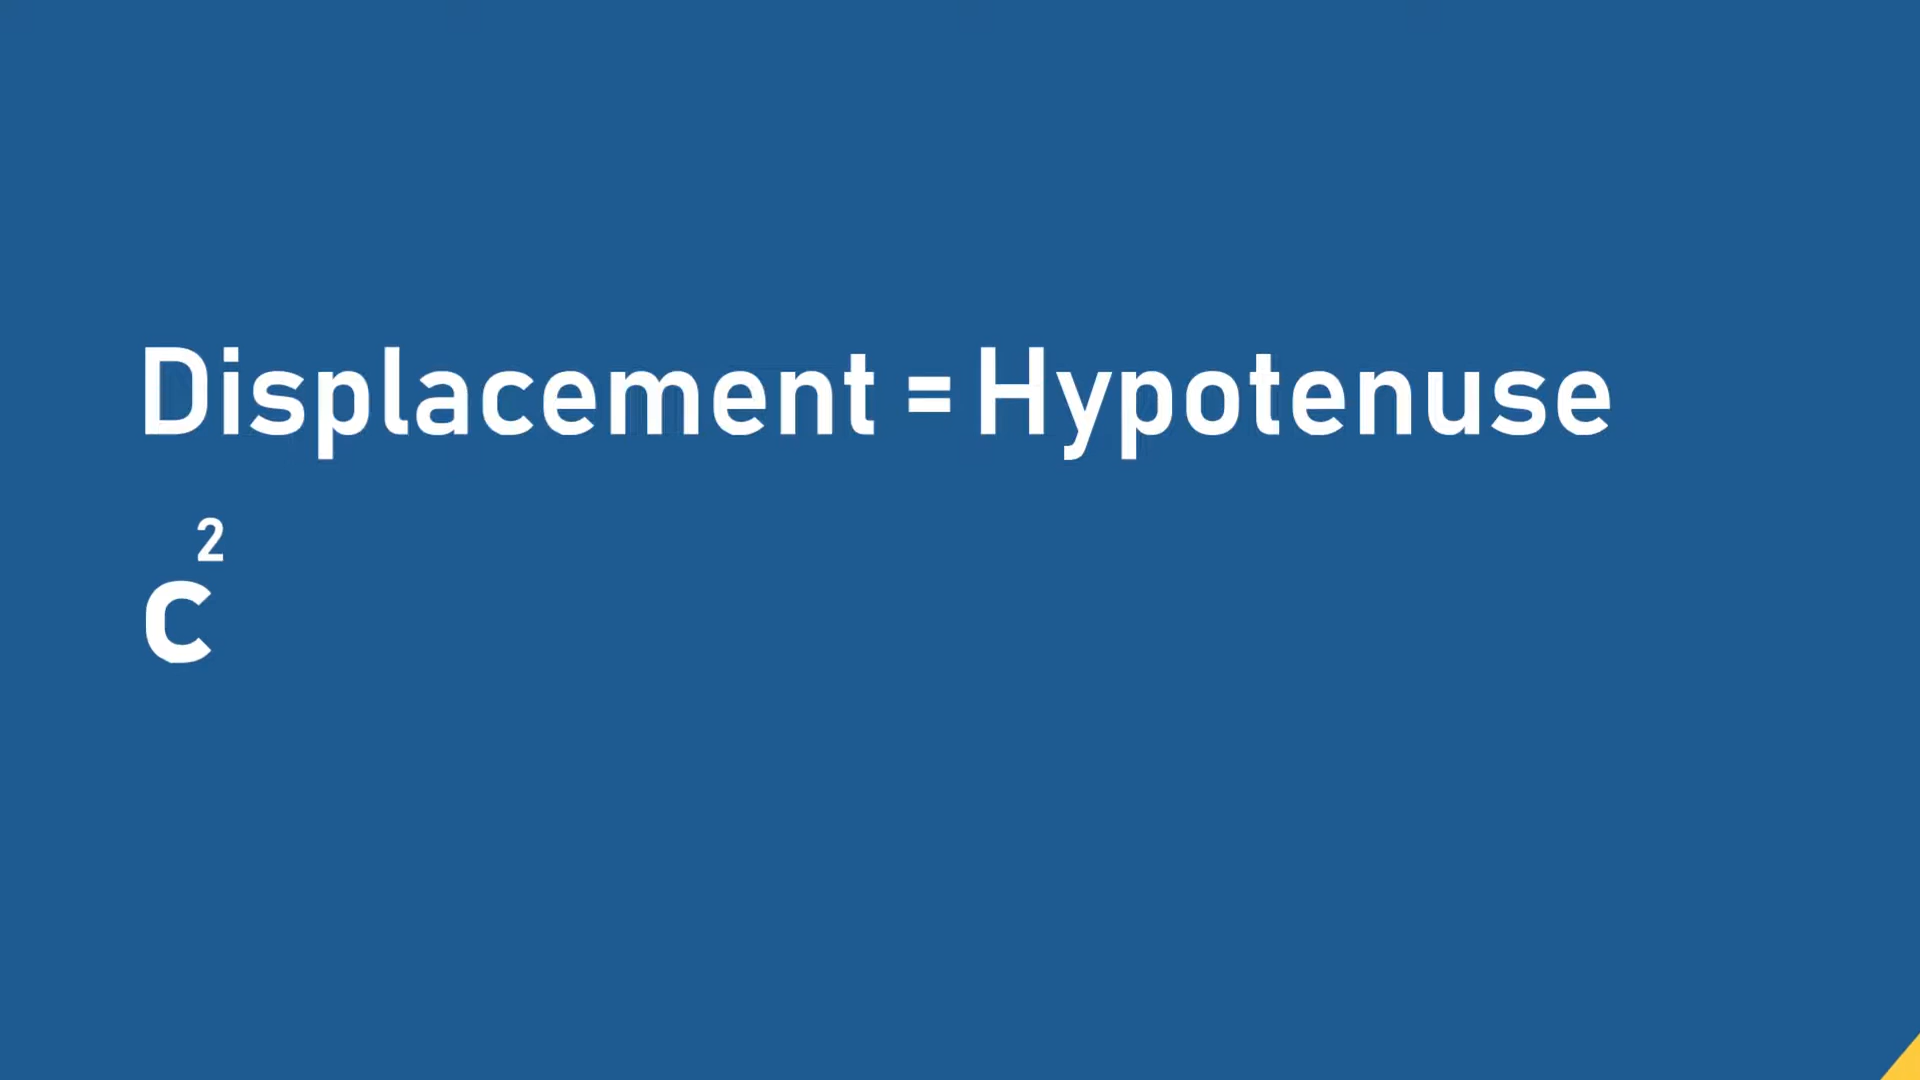 Displacement = Hypotenuse
c²